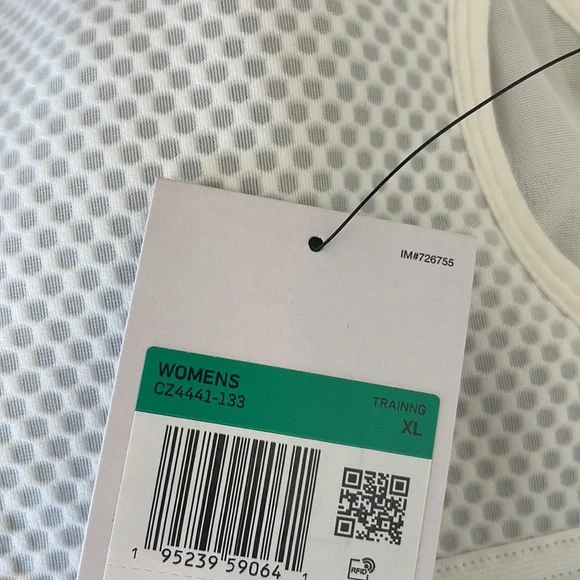 IM#726755
WOMENS
CZ4441-133
TRAINNG
XL
1 95239 59064 1
RFID